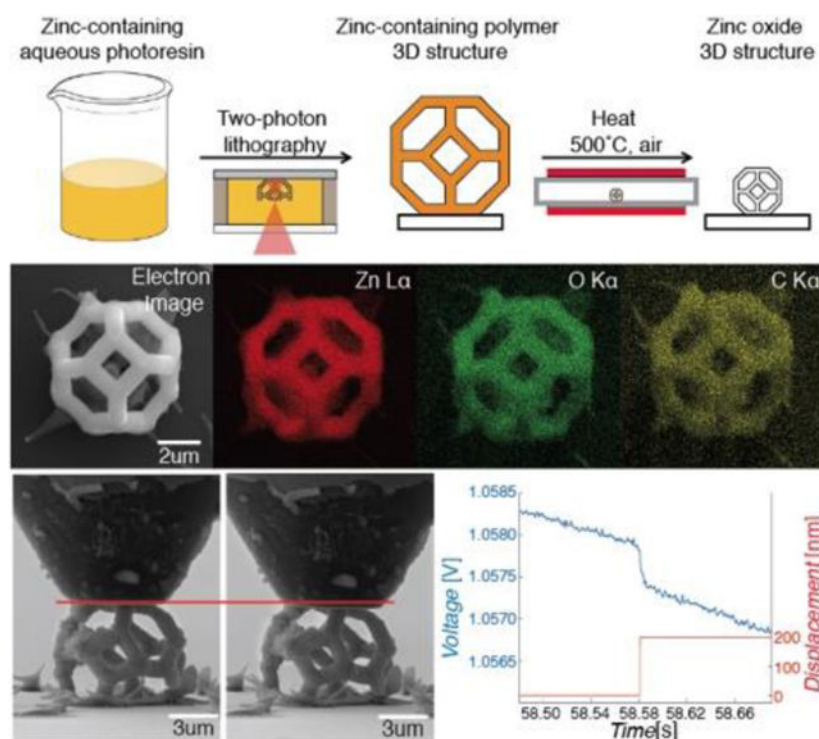 Zinc-containing
aqueous photoresin
Zinc-containing polymer
3D structure
Zinc oxide
3D structure
Two-photon
lithography
Heat
500˚C, air
Electron
Image
Zn Lα
O Kα
C Kα
2um
3um
3um
Voltage [V]
1.0585
1.0580
1.0575
1.0570
1.0565
58.50 58.54 58.58 58.62 58.66
Time[s]
200
100
0
Displacement [nm]